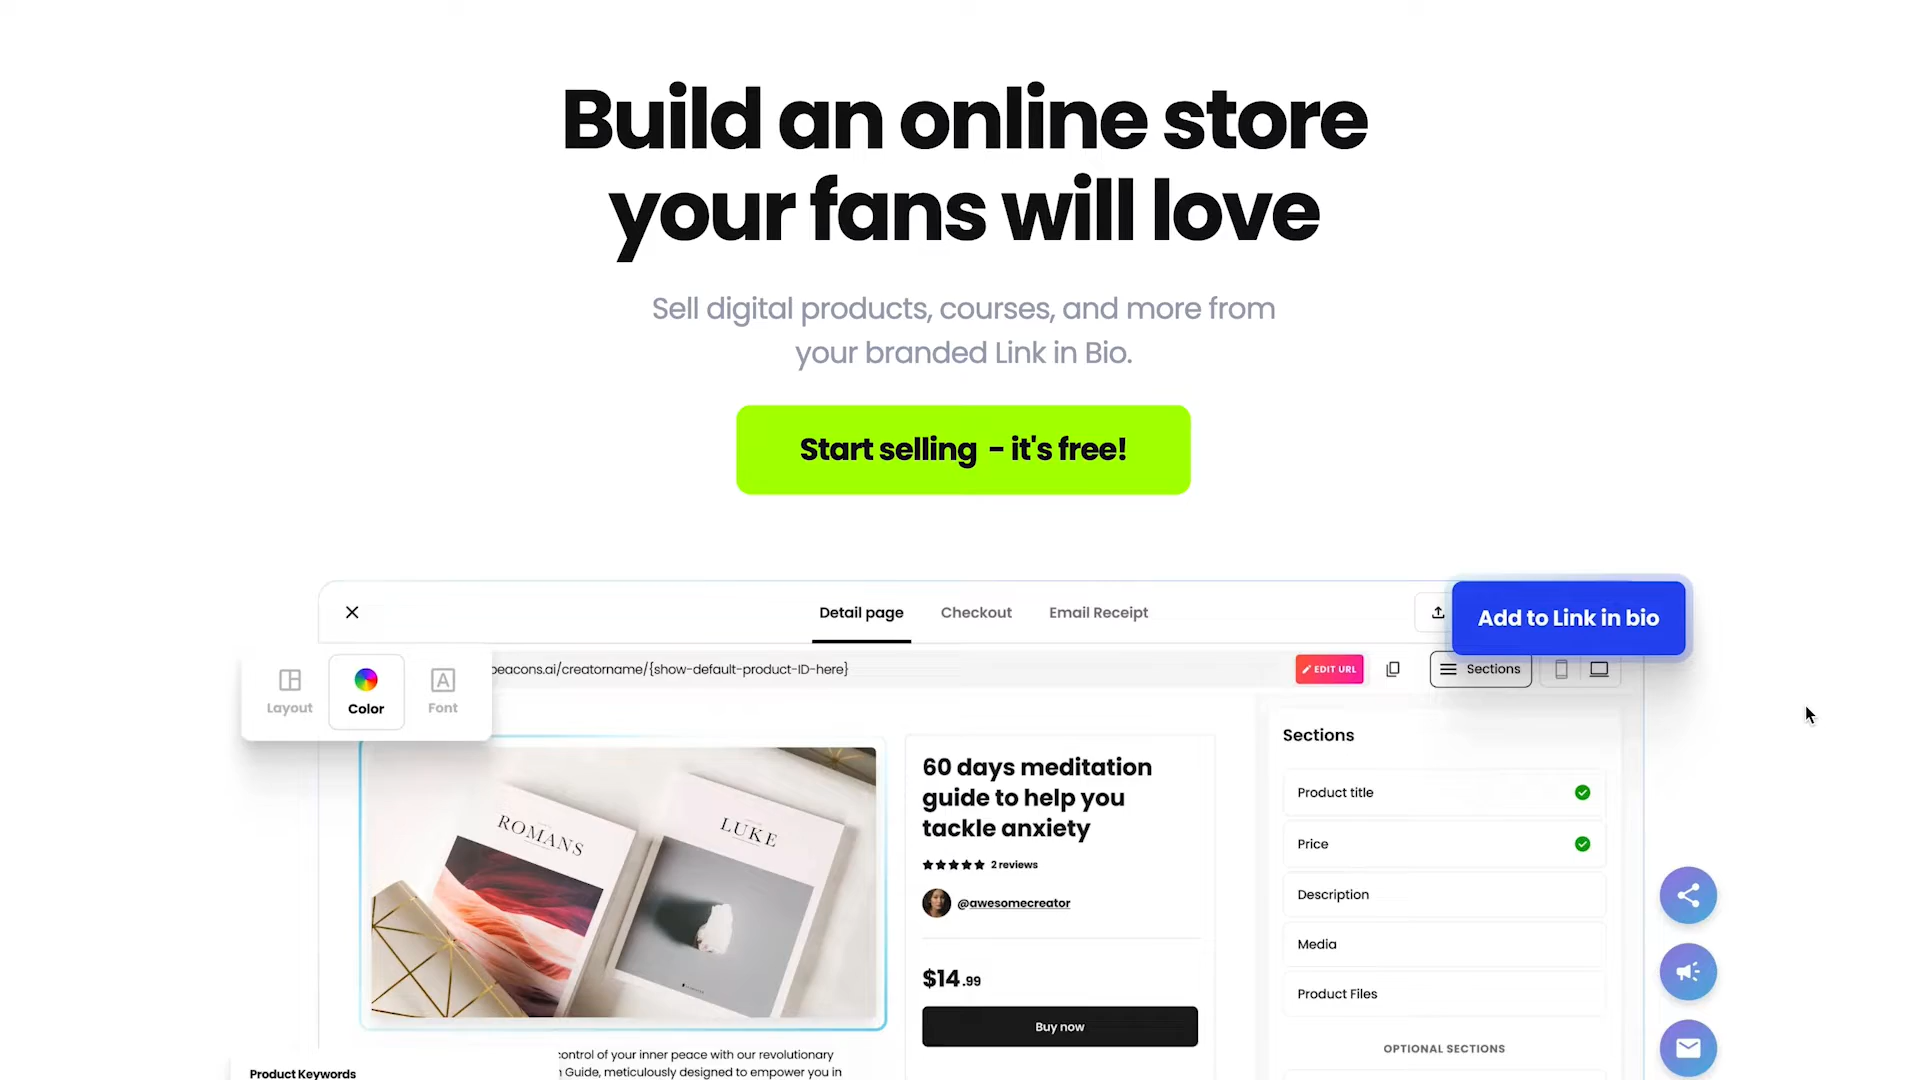 Build an online store
your fans will love
Sell digital products, courses, and more from
your branded Link in Bio.
Start selling - it's free!
Detail page
Checkout
Email Receipt
Add to Link in bio
beacons.ai/creatorname/{show-default-product-ID-here}
EDIT URL
Sections
Layout
Color
Font
ROMANS
LUKE
60 days meditation
guide to help you
tackle anxiety
2 reviews
@awesomecreator
$14.99
Buy now
Sections
Product title
Price
Description
Media
Product Files
OPTIONAL SECTIONS
control of your inner peace with our revolutionary
Guide, meticulously designed to empower you in
Product Keywords